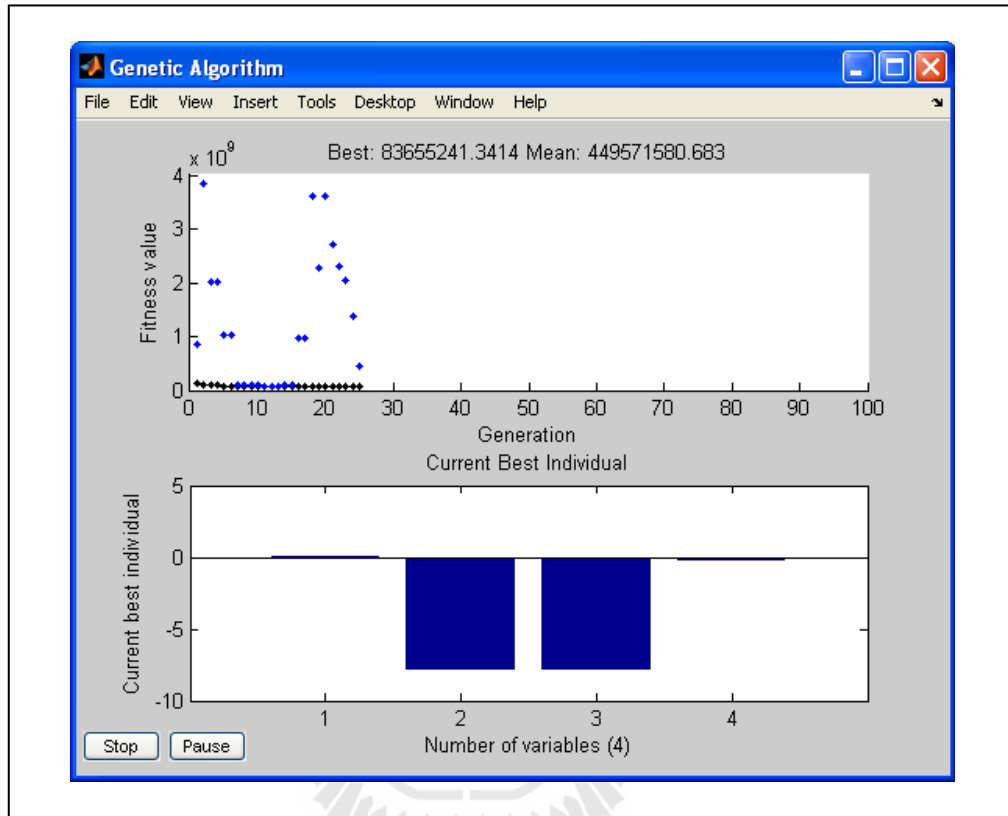 Genetic Algorithm
File Edit View Insert Tools Desktop Window Help
x 10^9
Best: 83655241.3414 Mean: 449571580.683
4
3
2
1
0
Fitness value
0 10 20 30 40 50 60 70 80 90 100
Generation
Current Best Individual
5
0
-5
-10
Current best individual
1 2 3 4
Number of variables (4)
Stop Pause